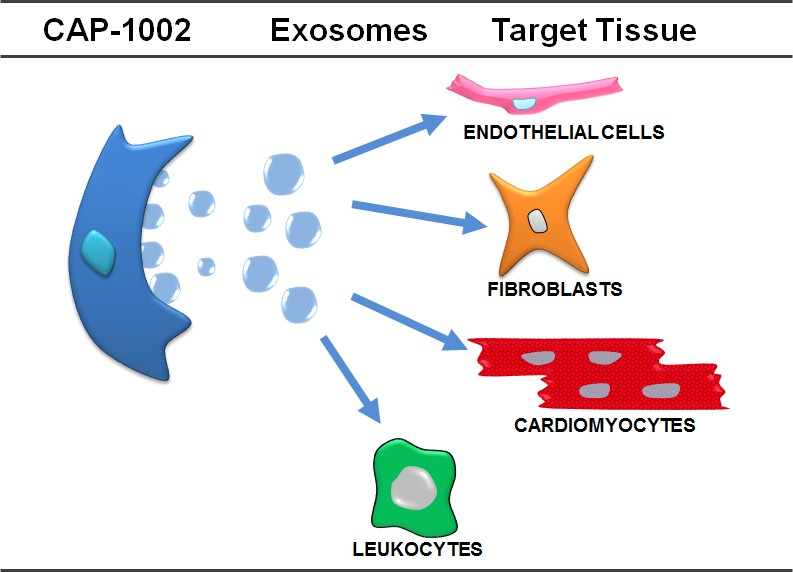 CAP-1002 Exosomes Target Tissue
ENDOTHELIAL CELLS
FIBROBLASTS
CARDIOMYOCYTES
LEUKOCYTES